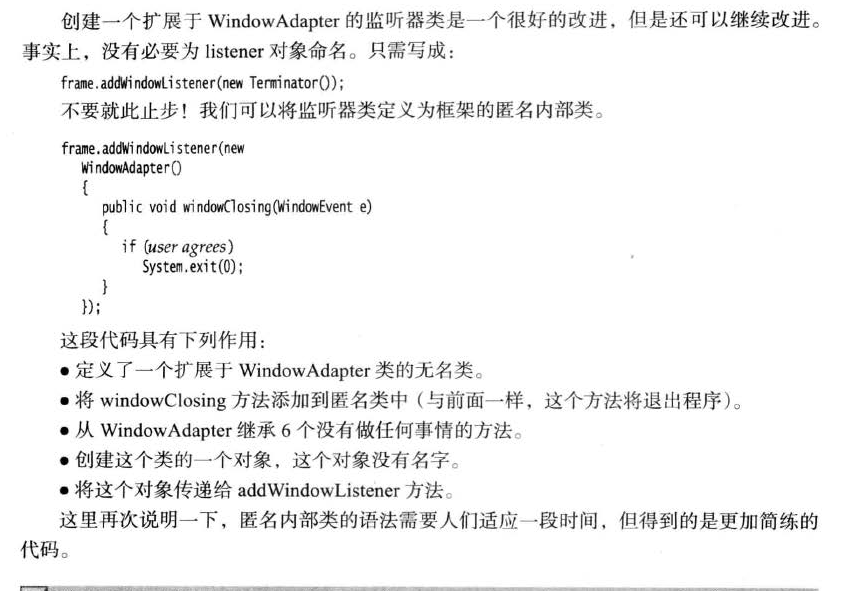 创建一个扩展于 WindowAdapter 的监听器类是一个很好的改进，但是还可以继续改进。
事实上，没有必要为 listener 对象命名。只需写成：
frame.addWindowListener(new Terminator());
不要就此止步！我们可以将监听器类定义为框架的匿名内部类。
frame.addWindowListener(new
WindowAdapter()
{
public void windowClosing(WindowEvent e)
{
if (user agrees)
System.exit(0);
}
});
这段代码具有下列作用：
● 定义了一个扩展于 WindowAdapter 类的无名类。
● 将 windowClosing 方法添加到匿名类中（与前面一样，这个方法将退出程序）。
● 从 WindowAdapter 继承 6 个没有做任何事情的方法。
● 创建这个类的一个对象，这个对象没有名字。
● 将这个对象传递给 addWindowListener 方法。
这里再次说明一下，匿名内部类的语法需要人们适应一段时间，但得到的是更加简练的
代码。